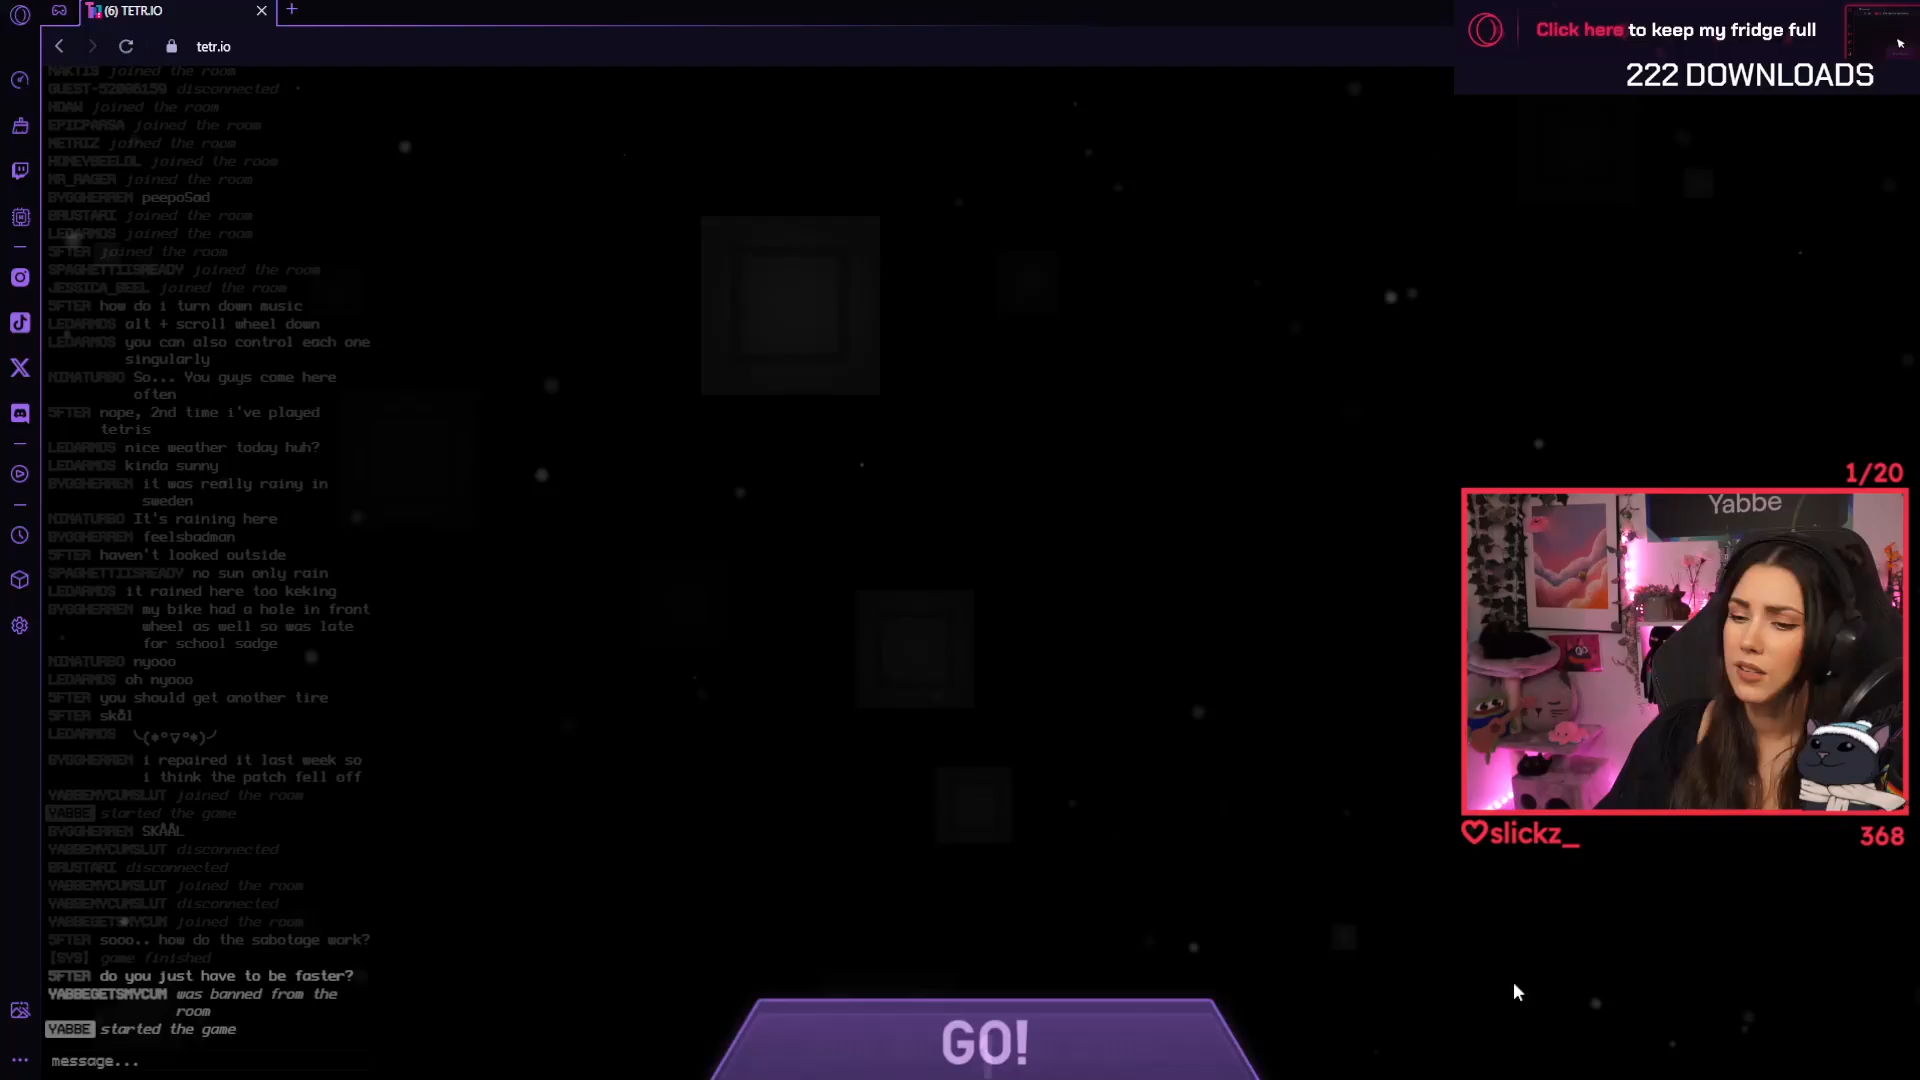 (6) TETR.IO
tetr.io
Click here to keep my fridge full
222 DOWNLOADS
MAKTIS joined the room
GUEST-52086159 disconnected
HOAW joined the room
EPICPARSA joined the room
METRIZ joined the room
HONEYBEELOL joined the room
MR_RAGER joined the room
BYGGHERREN peepoSad
BRUSTARI joined the room
LEDARMOS joined the room
5FTER joined the room
SPAGHETTIISREADY joined the room
JESSICA_BEEL joined the room
5FTER how do i turn down music
LEDARMOS alt + scroll wheel down
LEDARMOS you can also control each one
singularly
NIMATURBO So... You guys come here
often
5FTER nope, 2nd time i've played
tetris
LEDARMOS nice weather today huh?
LEDARMOS kinda sunny
BYGGHERREN it was really rainy in
sweden
NIMATURBO It's raining here
BYGGHERREN feelsbadman
5FTER haven't looked outside
SPAGHETTIISREADY no sun only rain
LEDARMOS it rained here too keking
BYGGHERREN my bike had a hole in front
wheel as well so was late
for school sadge
NIMATURBO nyooo
LEDARMOS oh nyooo
5FTER you should get another tire
5FTER skål
LEDARMOS ╰(*°▽°*)╯
BYGGHERREN i repaired it last week so
i think the patch fell off
YABBEMYCUMSLUT joined the room
YABBE started the game
BYGGHERREN SKÅÅL
YABBEMYCUMSLUT disconnected
BRUSTARI disconnected
YABBEMYCUMSLUT joined the room
YABBEMYCUMSLUT disconnected
YABBEGETSMYCUM joined the room
5FTER sooo.. how do the sabotage work?
[SYS] game finished
5FTER do you just have to be faster?
YABBEGETSMYCUM was banned from the
room
YABBE started the game
message...
GO!
1/20
Yabbe
♡slickz_
368